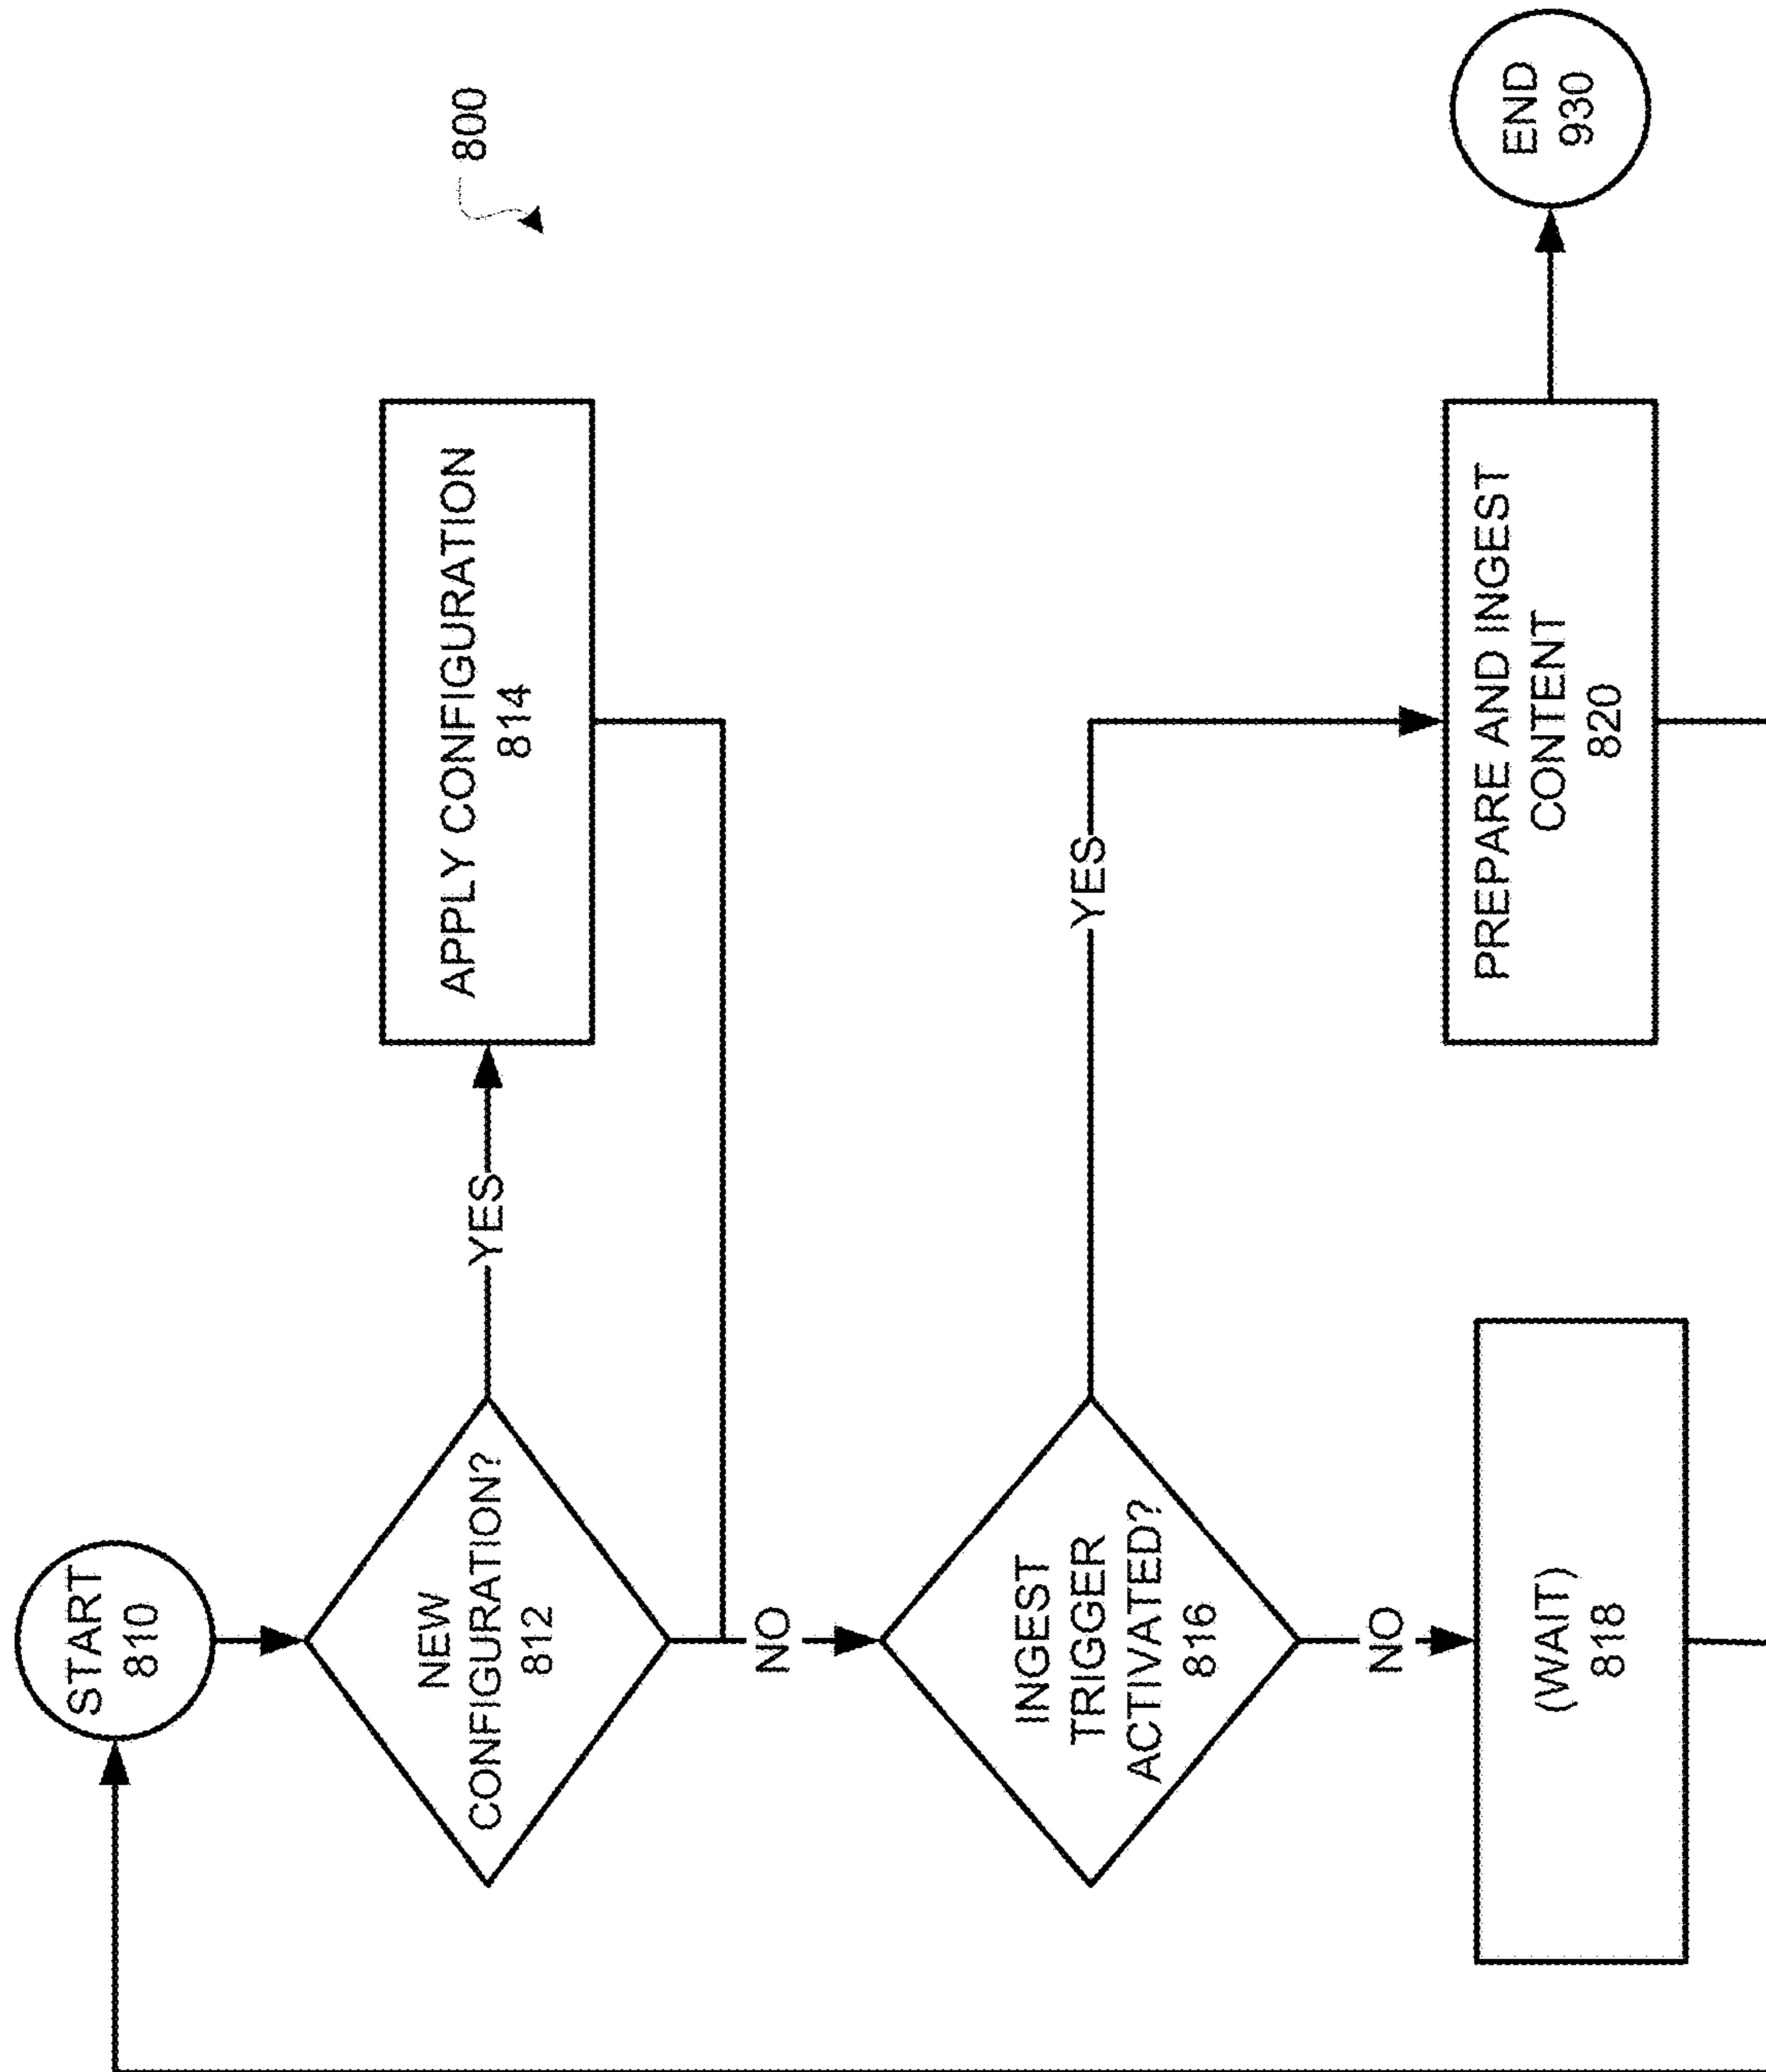 800
START
810
NEW
CONFIGURATION?
812
YES
APPLY CONFIGURATION
814
NO
INGEST
TRIGGER
ACTIVATED?
816
YES
NO
(WAIT)
818
PREPARE AND INGEST
CONTENT
820
END
930